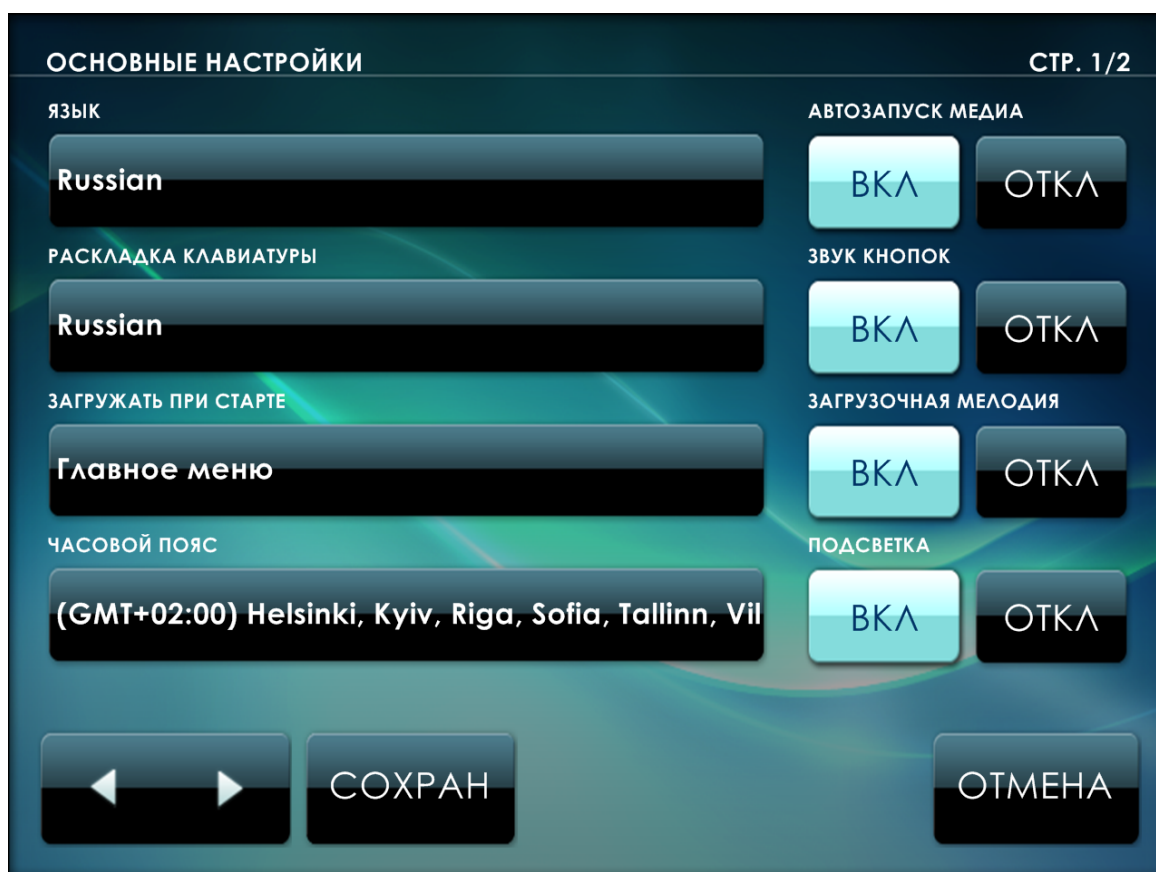 ОСНОВНЫЕ НАСТРОЙКИ
СТР. 1/2
ЯЗЫК
Russian
РАСКЛАДКА КЛАВИАТУРЫ
Russian
ЗАГРУЖАТЬ ПРИ СТАРТЕ
Главное меню
ЧАСОВОЙ ПОЯС
(GMT+02:00) Helsinki, Kyiv, Riga, Sofia, Tallinn, Vil
АВТОЗАПУСК МЕДИА
ВКЛ ОТКЛ
ЗВУК КНОПОК
ВКЛ ОТКЛ
ЗАГРУЗОЧНАЯ МЕЛОДИЯ
ВКЛ ОТКЛ
ПОДСВЕТКА
ВКЛ ОТКЛ
СОХРАН
ОТМЕНА